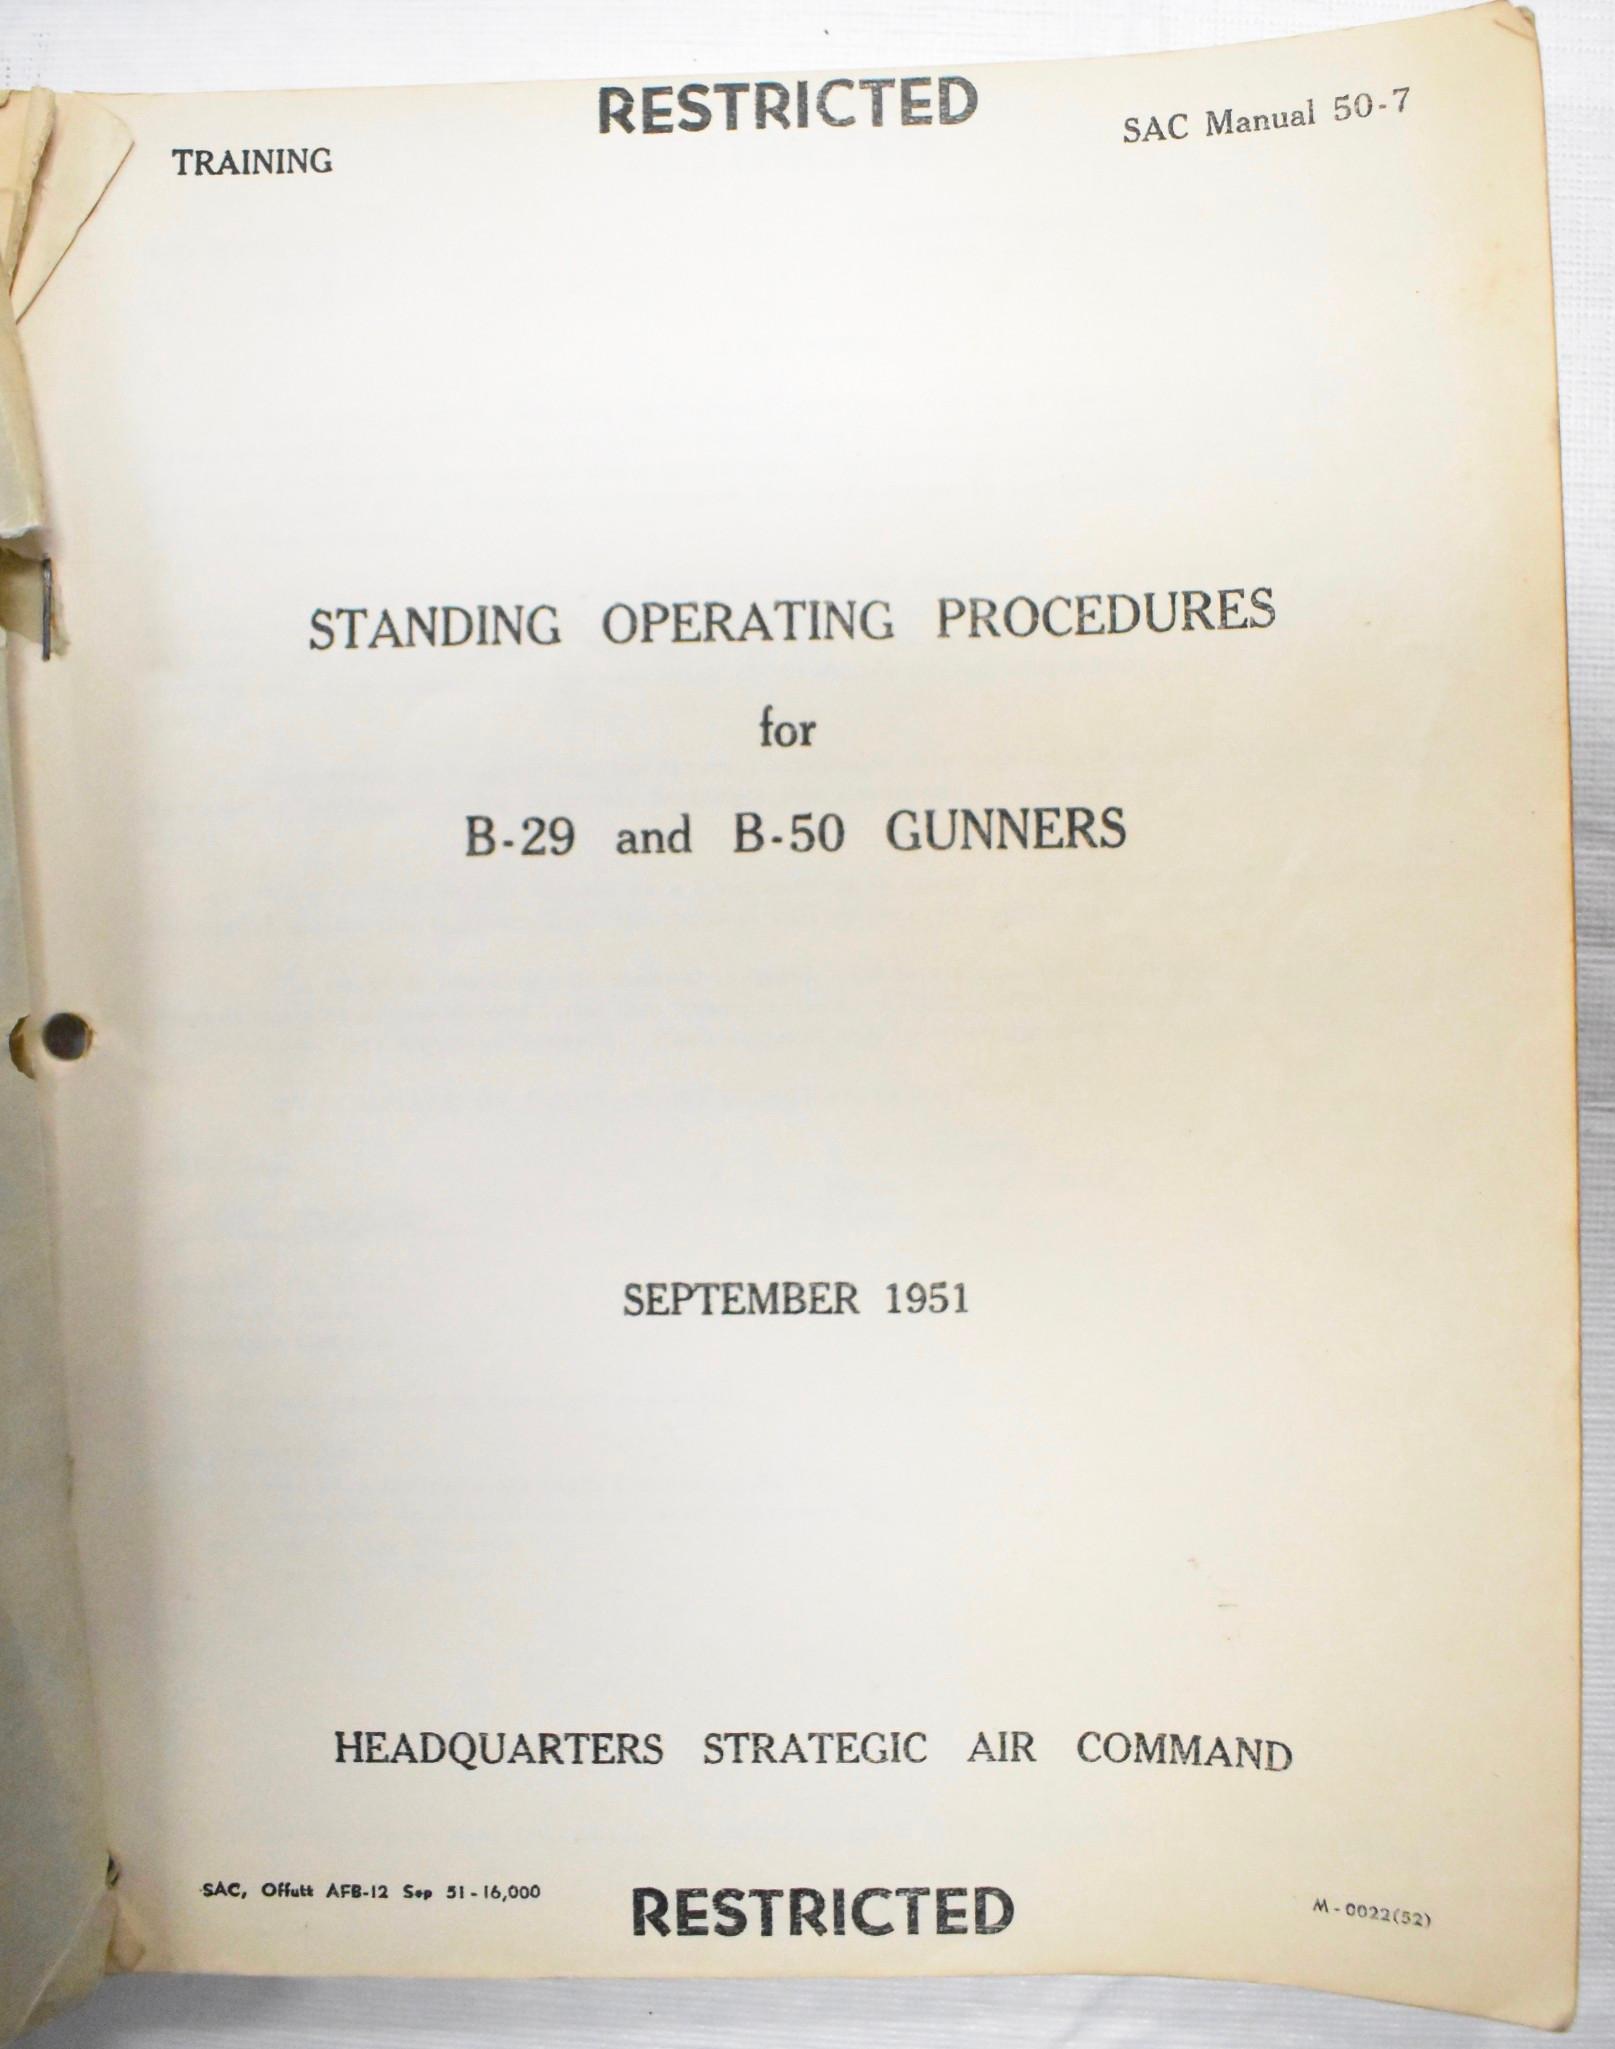 RESTRICTED
TRAINING
SAC Manual 50-7
STANDING OPERATING PROCEDURES
for
B-29 and B-50 GUNNERS
SEPTEMBER 1951
HEADQUARTERS STRATEGIC AIR COMMAND
SAC, Offutt AFB-12 Sep 51-16,000
RESTRICTED
M-0022(52)